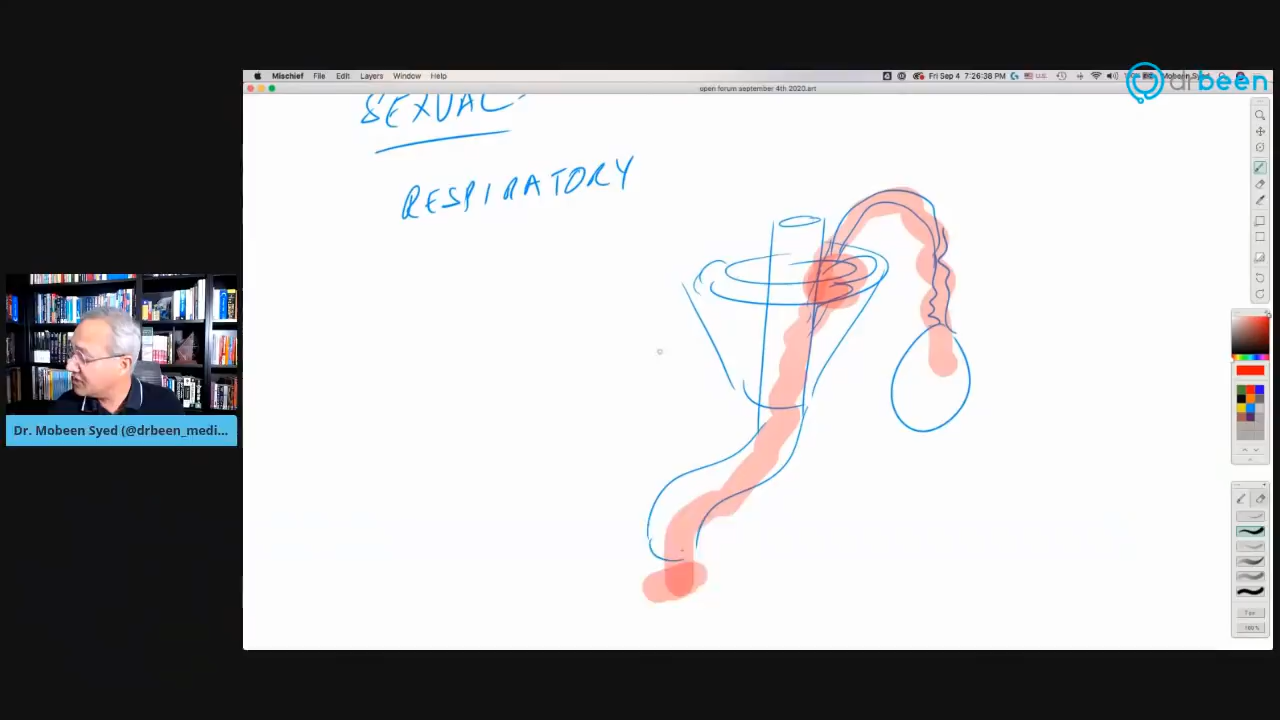 Mischief File Edit Layers Window Help
Fri Sep 4 7:26:38 PM
open forum september 4th 2020.art
drbeen
SEXUAL-
RESPIRATORY
Dr. Mobeen Syed (@drbeen_medi...
100 %